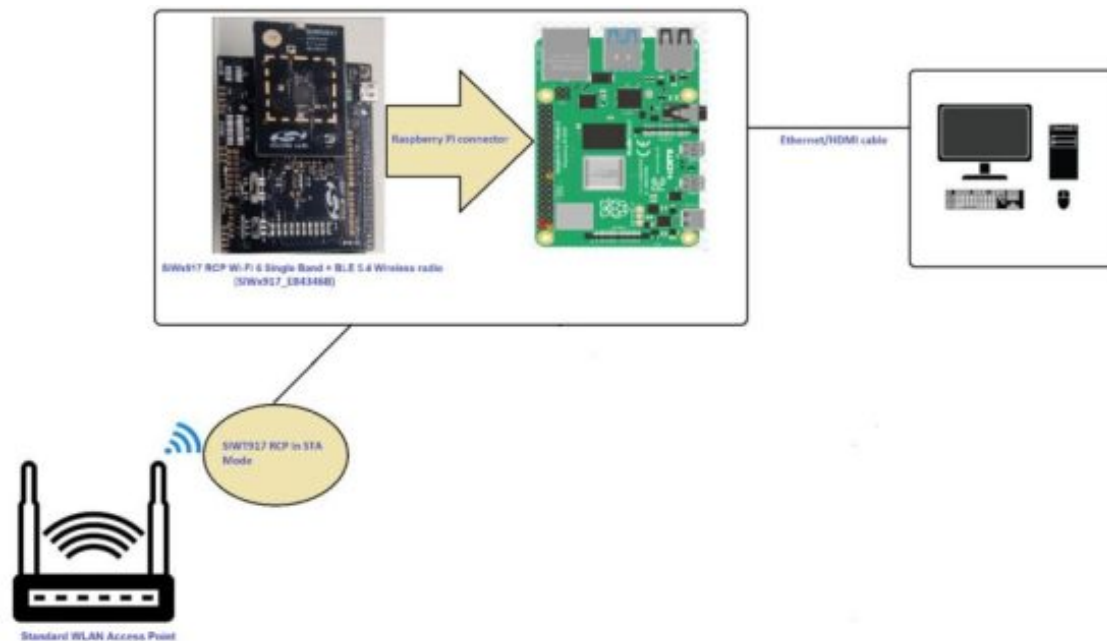 Raspberry Pi connector
Ethernet/HDMI cable
SiWx917 RCP Wi-Fi 6 Single Band + BLE 5.4 Wireless radio
(SiWx917_EB4346B)
SiWT917 RCP in STA
Mode
Standard WLAN Access Point